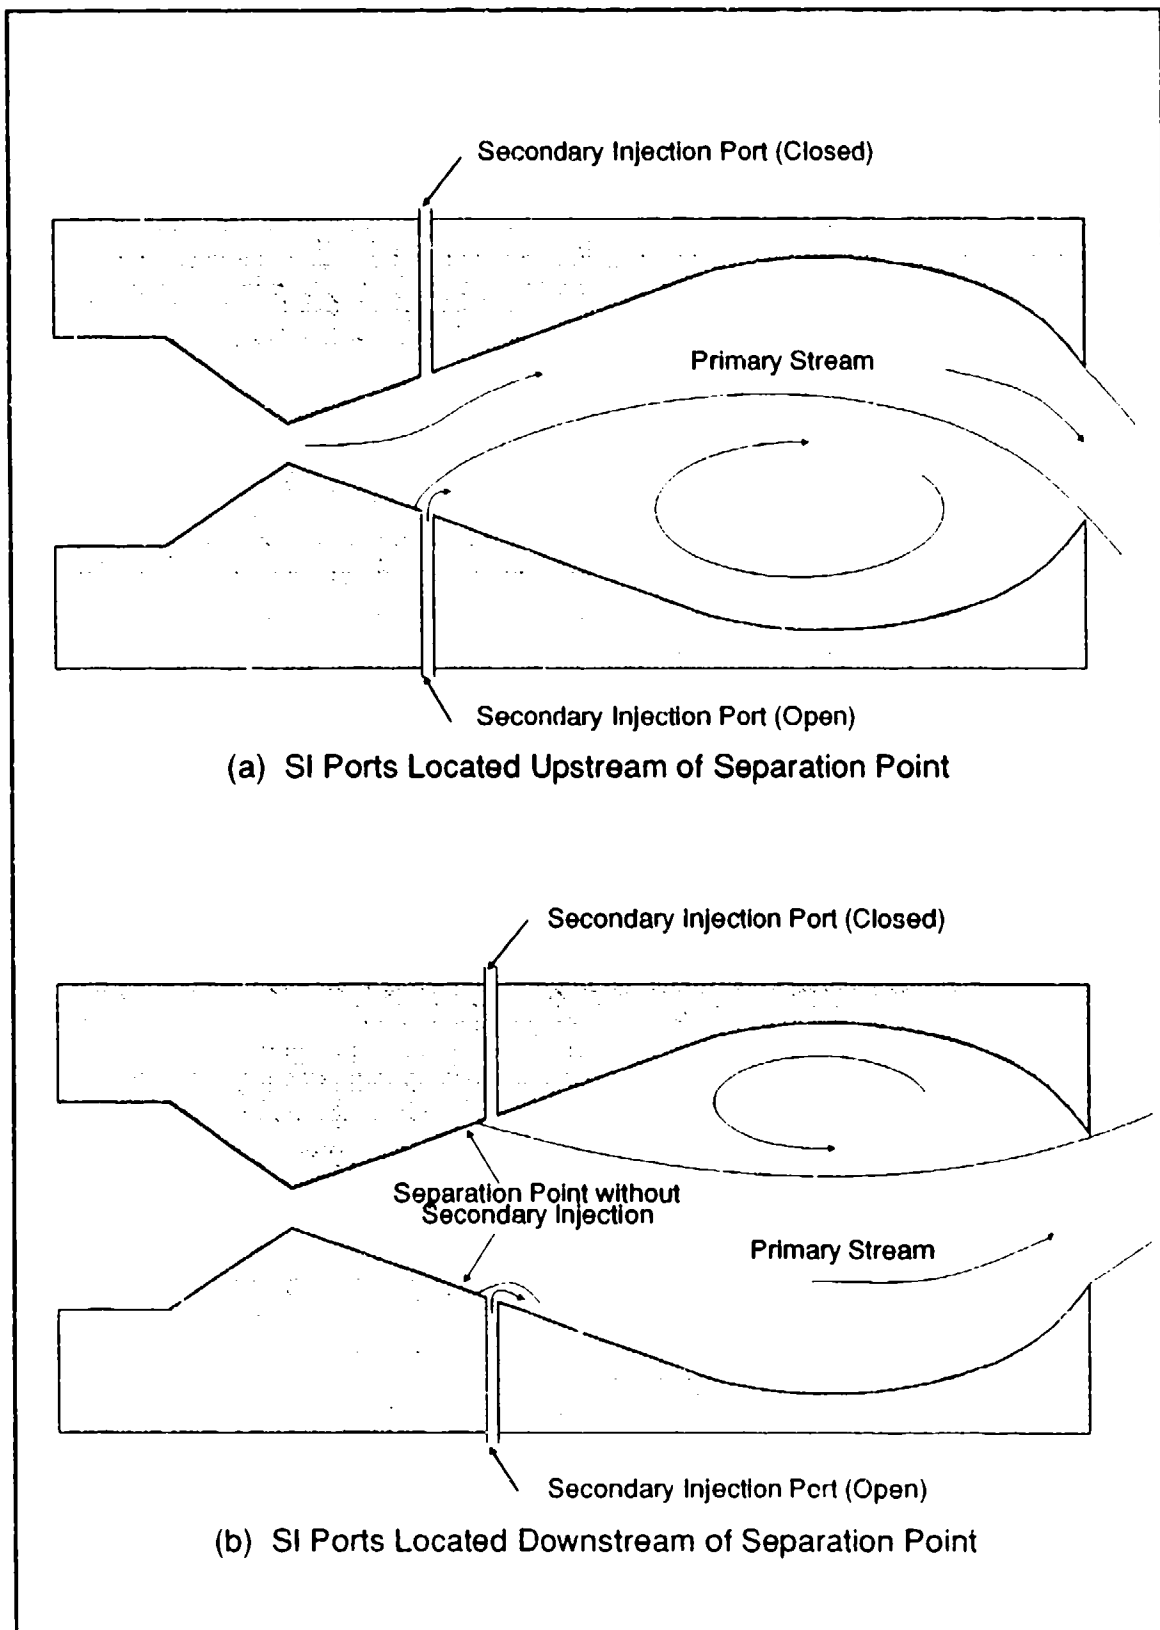 Secondary Injection Port (Closed)
Primary Stream
Secondary Injection Port (Open)
(a) SI Ports Located Upstream of Separation Point
Secondary Injection Port (Closed)
Separation Point without
Secondary Injection
Primary Stream
Secondary Injection Port (Open)
(b) SI Ports Located Downstream of Separation Point